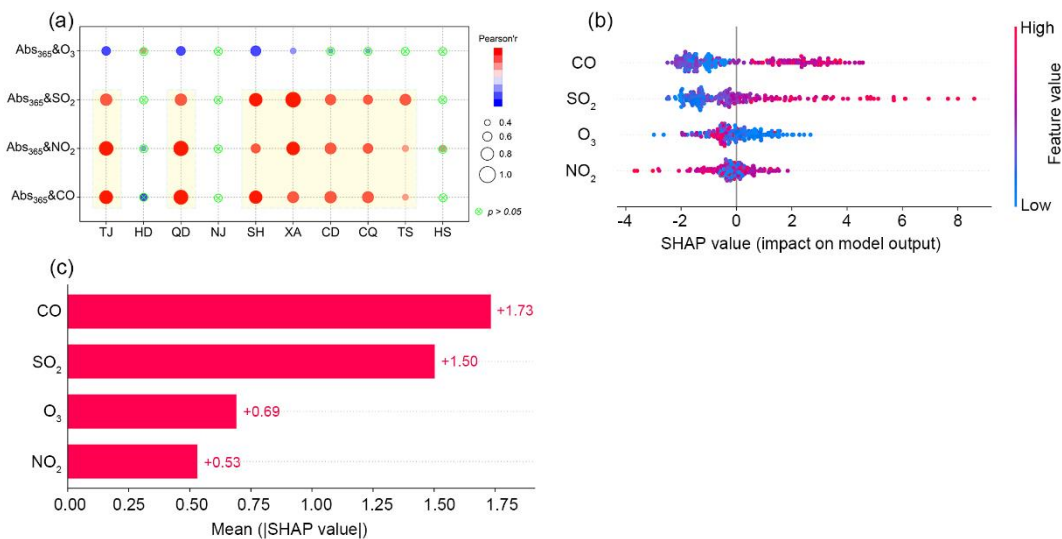 (a)
Pearson'r
Abs₃₆₅&O₃
Abs₃₆₅&SO₂
Abs₃₆₅&NO₂
Abs₃₆₅&CO
0.4
0.6
0.8
1.0
p > 0.05
TJ HD QD NJ SH XA CD CQ TS HS
(b)
High
CO
SO₂
O₃
NO₂
Feature value
Low
-4 -2 0 2 4 6 8
SHAP value (impact on model output)
(c)
CO
+1.73
SO₂
+1.50
O₃
+0.69
NO₂
+0.53
0.00 0.25 0.50 0.75 1.00 1.25 1.50 1.75
Mean (|SHAP value|)